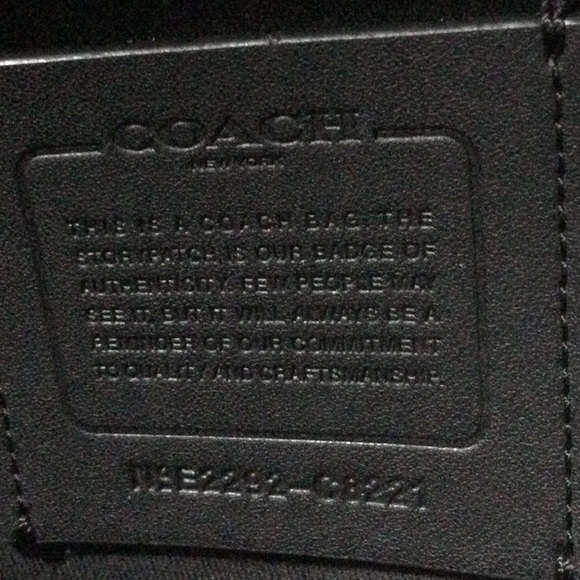 COACH
NEW YORK
THIS IS A COACH BAG. THE
STORYPATCH IS OUR BADGE OF
AUTHENTICITY. FEW PEOPLE MAY
SEE IT, BUT IT WILL ALWAYS BE A
REMINDER OF OUR COMMITMENT
TO QUALITY AND CRAFTSMANSHIP.